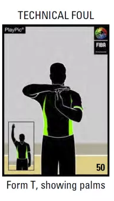 TECHNICAL FOUL
PlayPic®
FIBA
50
Form T, showing palms